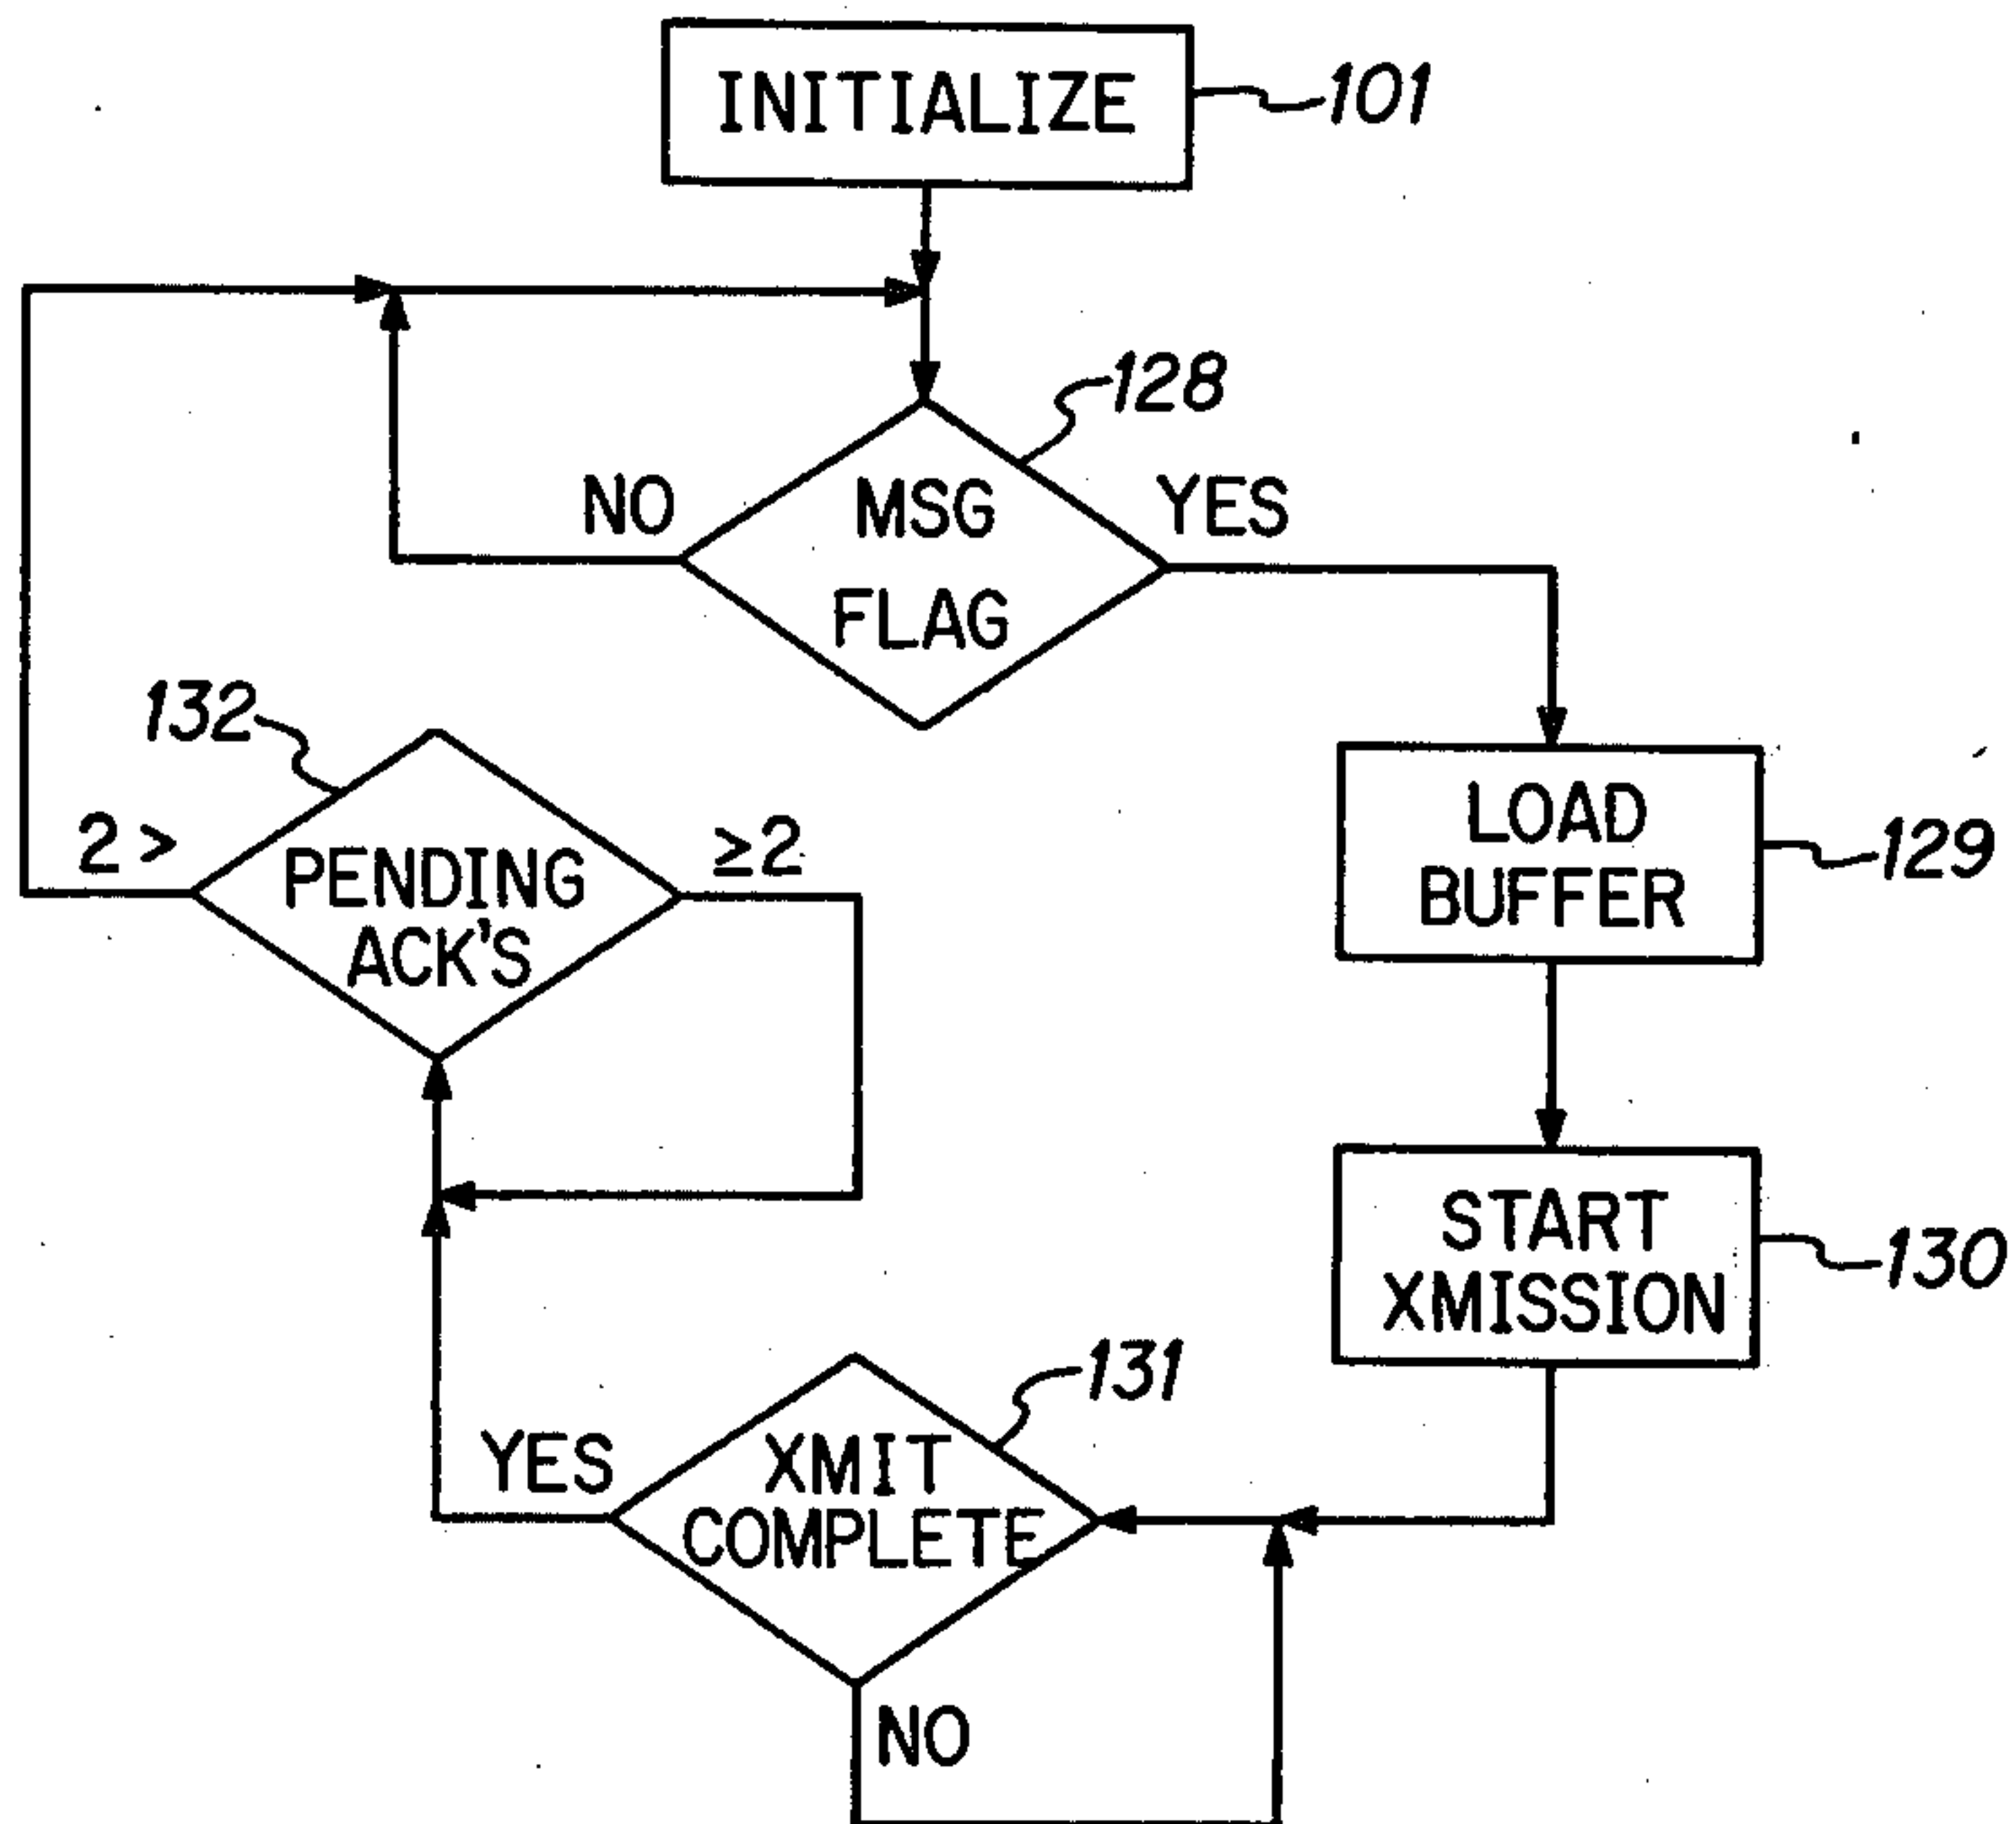 INITIALIZE
101
128
NO
MSG
FLAG
YES
132
2 >
PENDING
ACK'S
≥2
LOAD
BUFFER
129
START
XMISSION
130
131
YES
XMIT
COMPLETE
NO